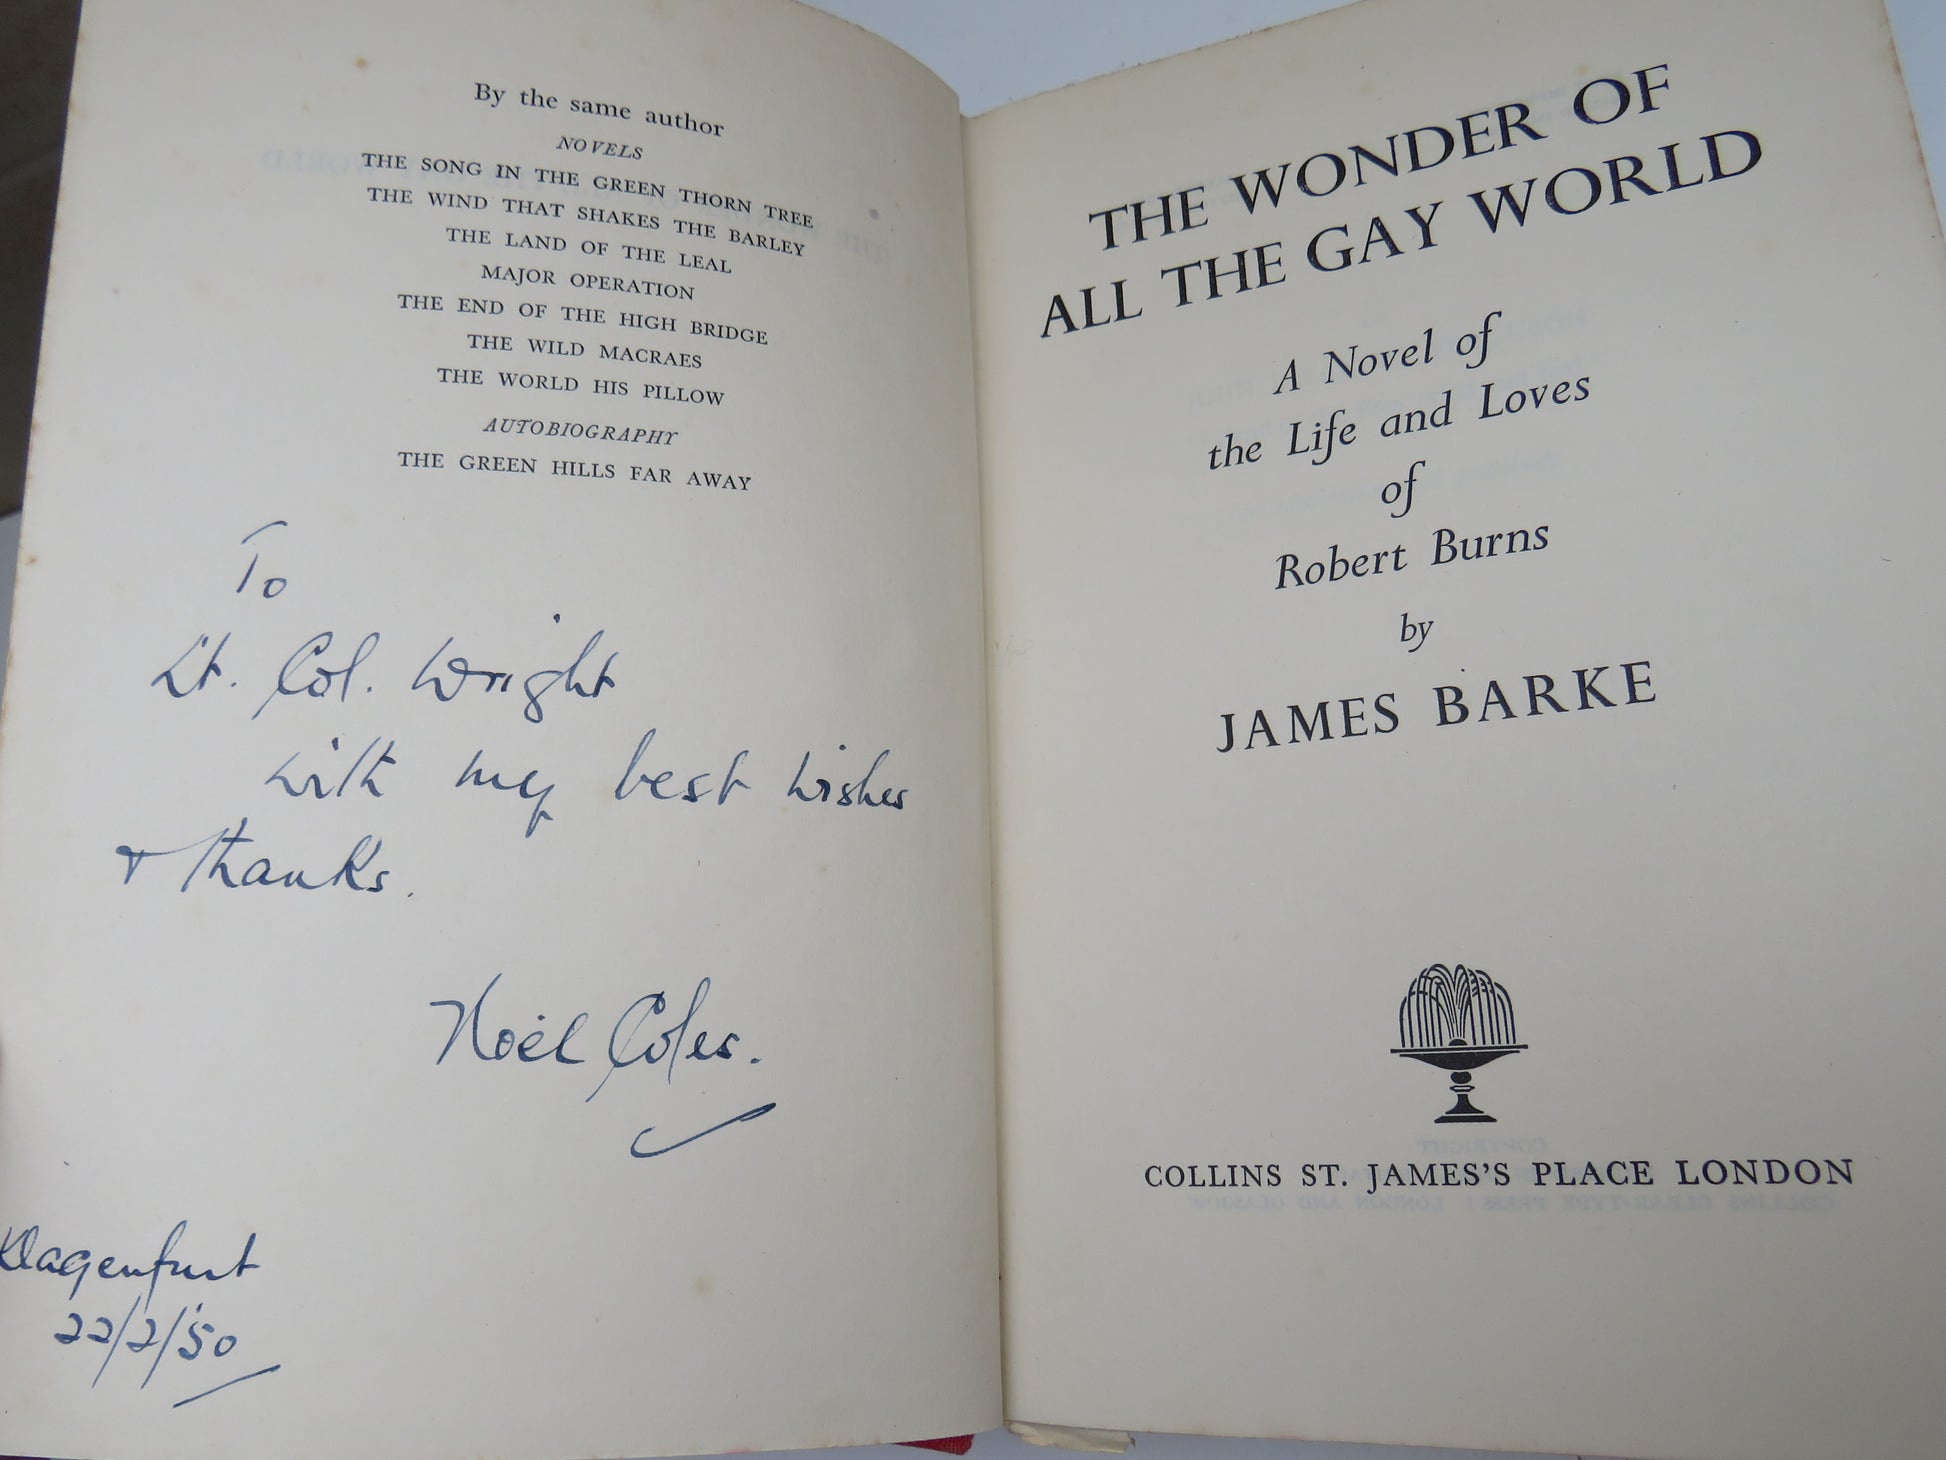 By the same author
NOVELS
THE SONG IN THE GREEN THORN TREE
THE WIND THAT SHAKES THE BARLEY
THE LAND OF THE LEAL
MAJOR OPERATION
THE END OF THE HIGH BRIDGE
THE WILD MACRAES
THE WORLD HIS PILLOW
AUTOBIOGRAPHY
THE GREEN HILLS FAR AWAY
To
Lt. Col. Wright
with my best wishes
& thanks.
Noël Coles.
Klagenfurt
22/2/50
THE WONDER OF
ALL THE GAY WORLD
A Novel of
the Life and Loves
of
Robert Burns
by
JAMES BARKE
COLLINS ST. JAMES'S PLACE LONDON